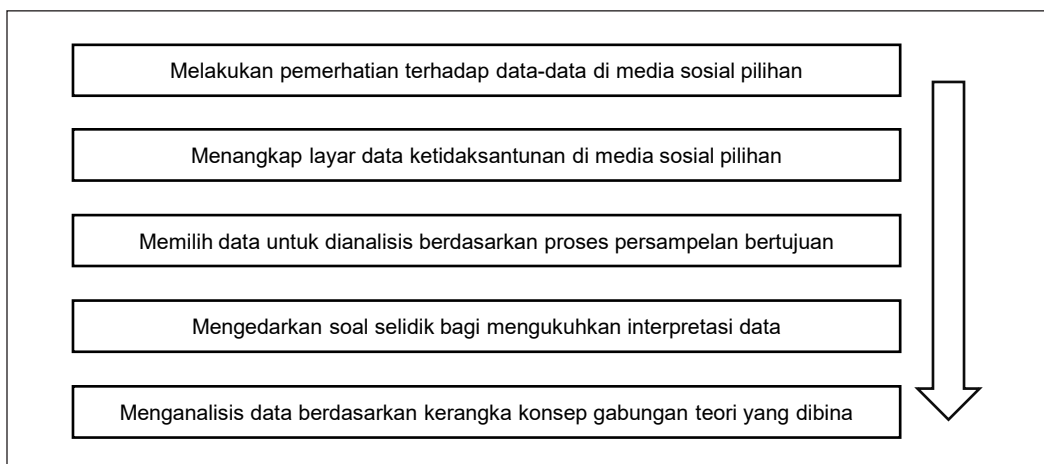 Melakukan pemerhatian terhadap data-data di media sosial pilihan
Menangkap layar data ketidaksantunan di media sosial pilihan
Memilih data untuk dianalisis berdasarkan proses persampelan bertujuan
Mengedarkan soal selidik bagi mengukuhkan interpretasi data
Menganalisis data berdasarkan kerangka konsep gabungan teori yang dibina